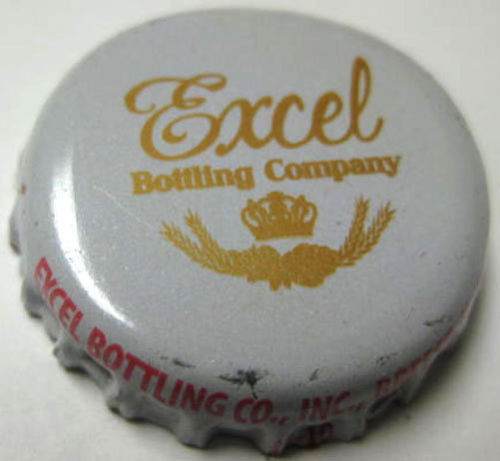 Excel
Bottling Company
EXCEL BOTTLING CO., INC.,